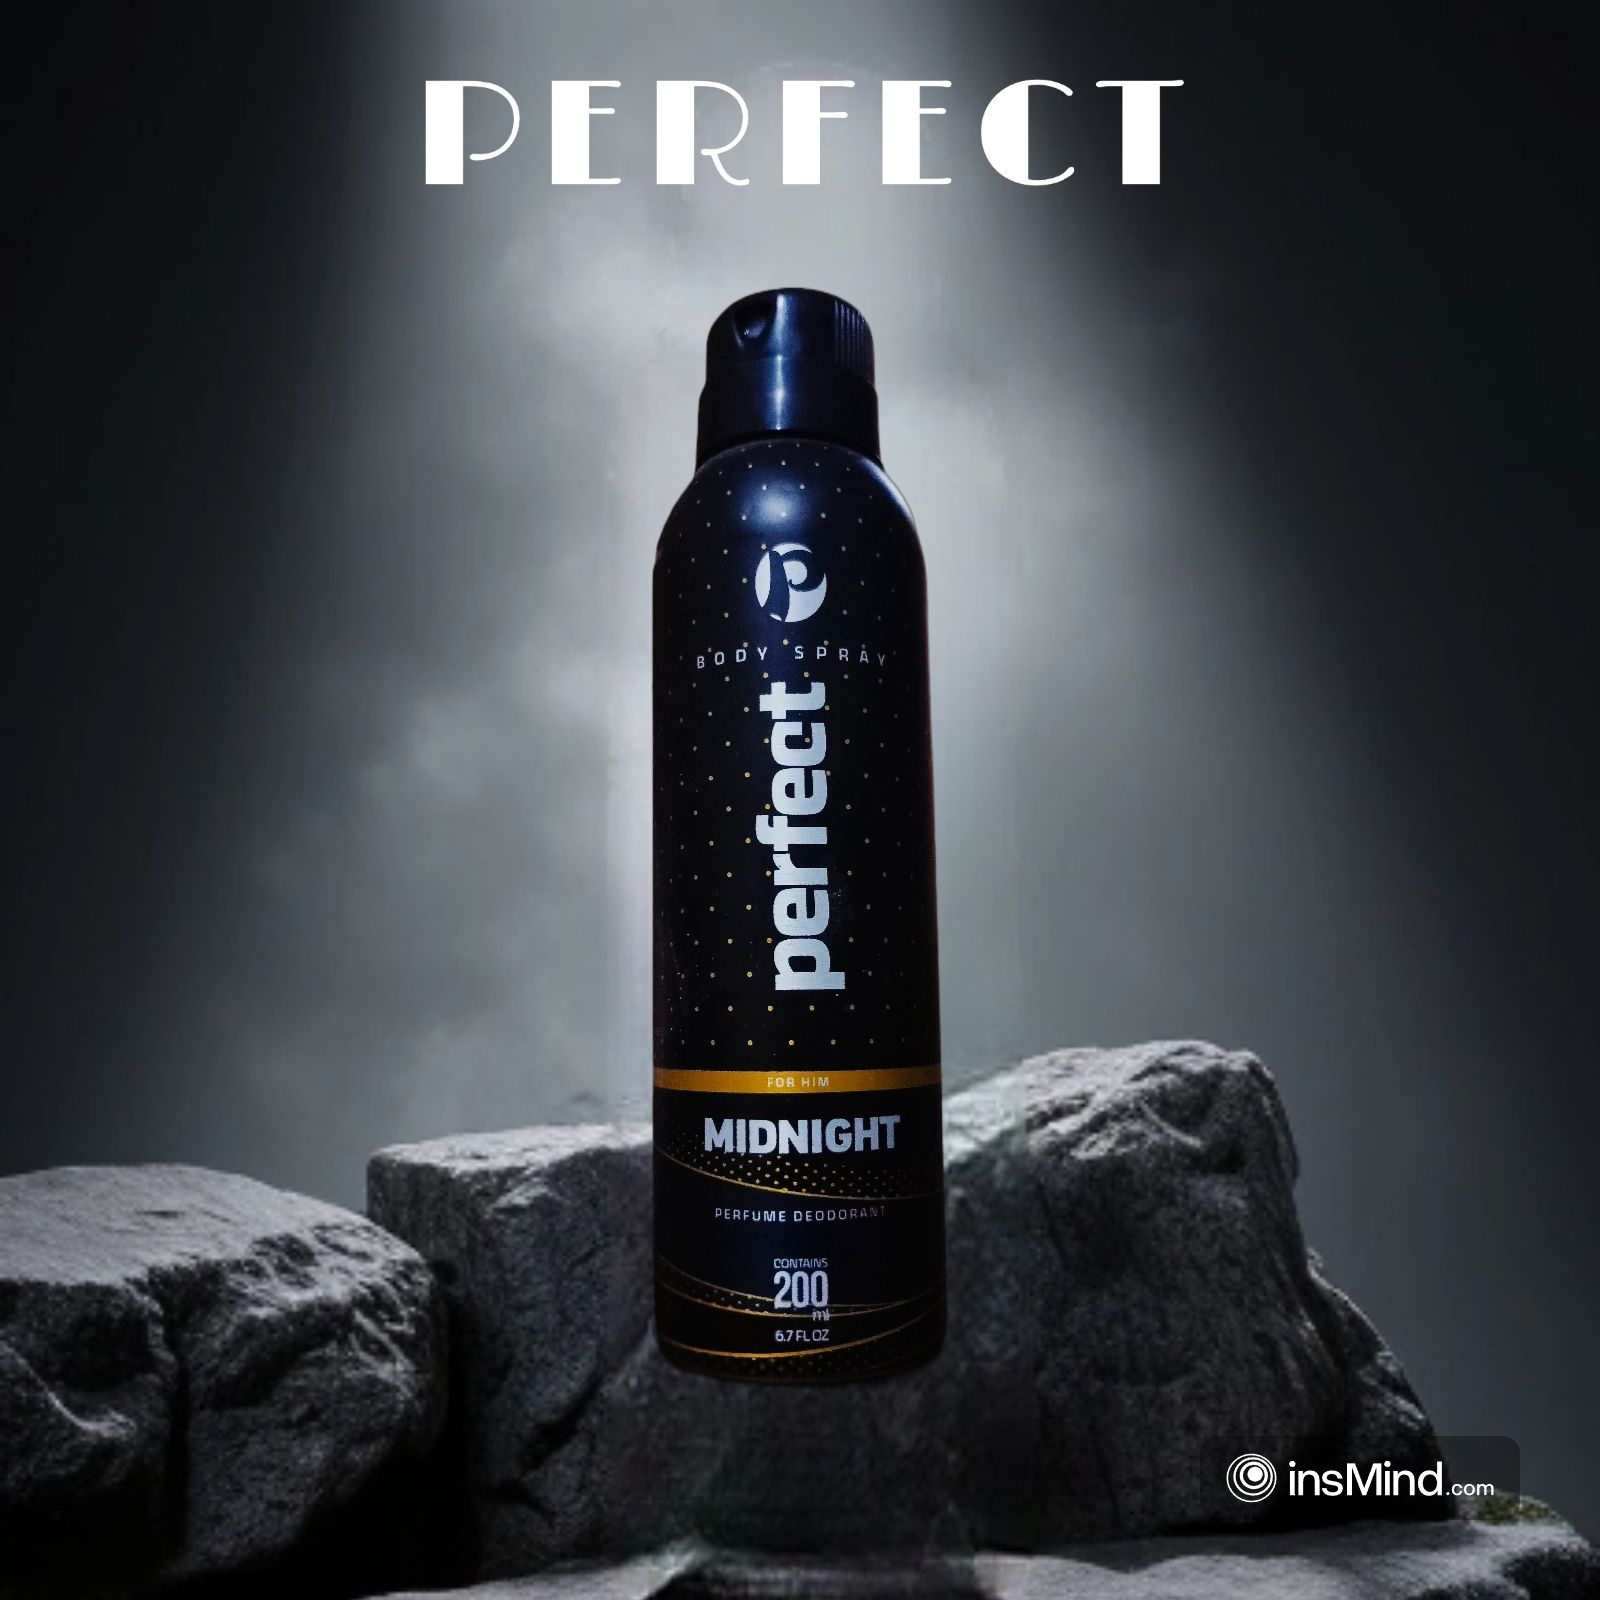 PERFECT
BODY SPRAY
perfect
FOR HIM
MIDNIGHT
PERFUME DEODORANT
CONTAINS
200
ml
6.7 FL OZ
insMind.com